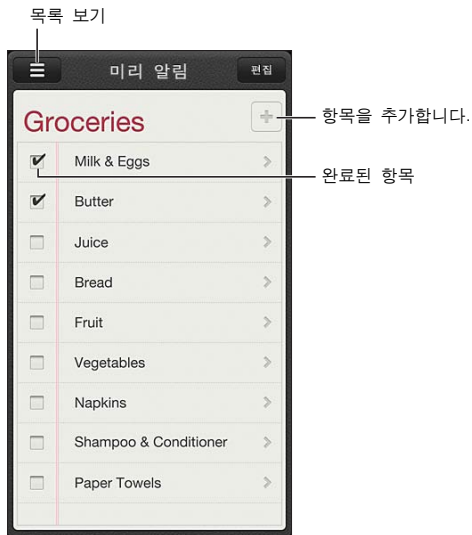 목록 보기
미리 알림
편집
Groceries
항목을 추가합니다.
Milk & Eggs
완료된 항목
Butter
Juice
Bread
Fruit
Vegetables
Napkins
Shampoo & Conditioner
Paper Towels